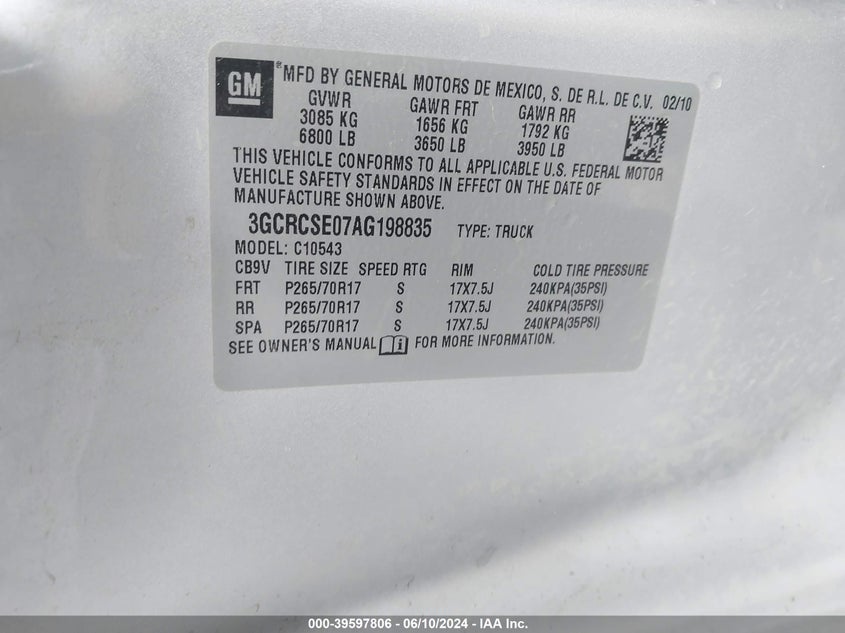 GM
® MFD BY GENERAL MOTORS DE MEXICO, S. DE R.L. DE C.V. 02/10
GVWR GAWR FRT GAWR RR
3085 KG 1656 KG 1792 KG
6800 LB 3650 LB 3950 LB
THIS VEHICLE CONFORMS TO ALL APPLICABLE U.S. FEDERAL MOTOR
VEHICLE SAFETY STANDARDS IN EFFECT ON THE DATE OF
MANUFACTURE SHOWN ABOVE.
3GCRCSE07AG198835 TYPE: TRUCK
MODEL: C10543
CB9V TIRE SIZE SPEED RTG RIM COLD TIRE PRESSURE
FRT P265/70R17 S 17X7.5J 240KPA(35PSI)
RR P265/70R17 S 17X7.5J 240KPA(35PSI)
SPA P265/70R17 S 17X7.5J 240KPA(35PSI)
SEE OWNER'S MANUAL i FOR MORE INFORMATION.
000-39597806 - 06/10/2024 - IAA Inc.